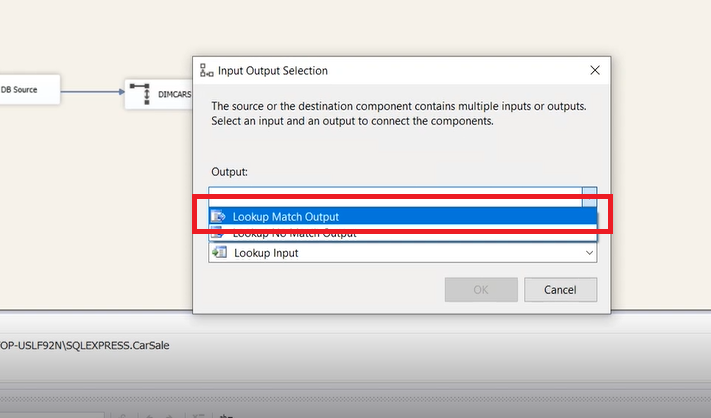 Input Output Selection
DB Source
DIMCARS
The source or the destination component contains multiple inputs or outputs.
Select an input and an output to connect the components.
Output:
Lookup Match Output
Lookup No Match Output
Lookup Input
OK
Cancel
OP-USLF92N\SQLEXPRESS.CarSale